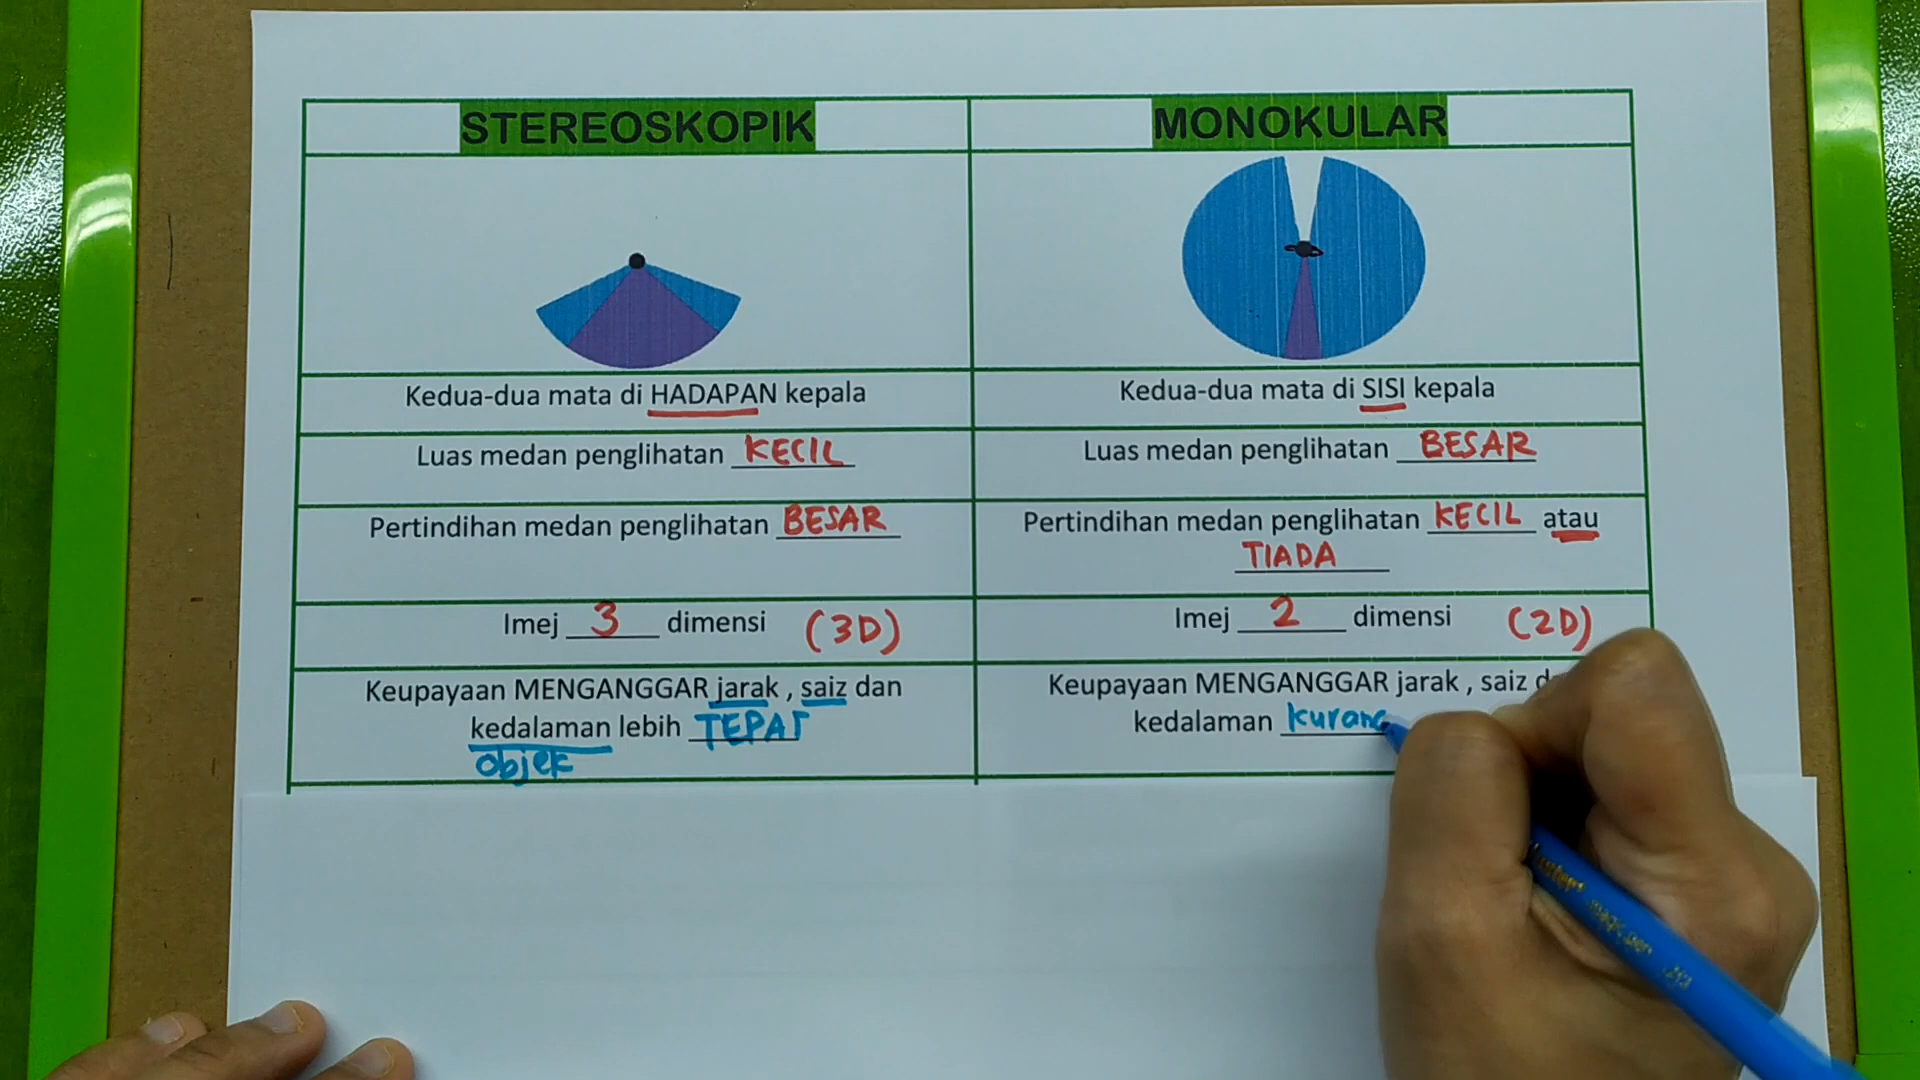 STEREOSKOPIK
MONOKULAR
Kedua-dua mata di HADAPAN kepala
Kedua-dua mata di SISI kepala
Luas medan penglihatan KECIL
Luas medan penglihatan BESAR
Pertindihan medan penglihatan BESAR
Pertindihan medan penglihatan KECIL atau
TIADA
Imej 3 dimensi (3D)
Imej 2 dimensi (2D)
Keupayaan MENGANGGAR jarak , saiz dan
kedalaman lebih TEPAT
objek
Keupayaan MENGANGGAR jarak , saiz
kedalaman kurang